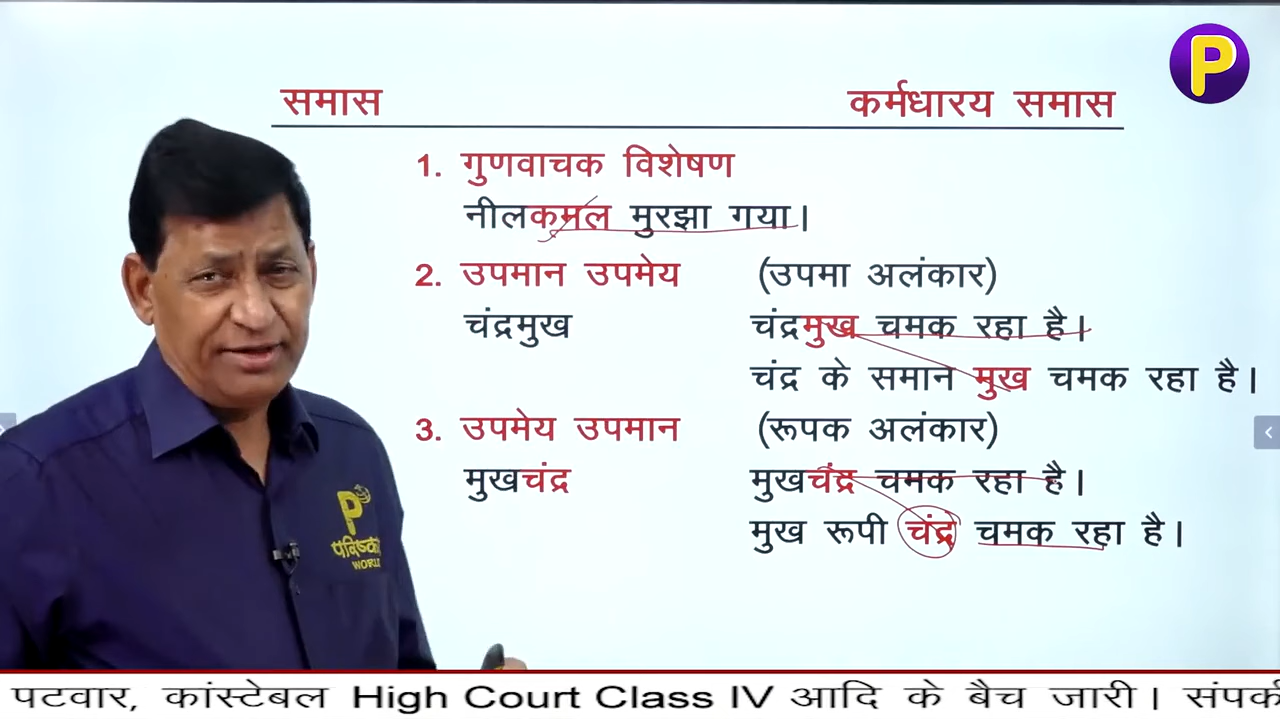 P
समास कर्मधारय समास
1. गुणवाचक विशेषण
नीलकमल मुरझा गया।
2. उपमान उपमेय (उपमा अलंकार)
चंद्रमुख चंद्रमुख चमक रहा है।
चंद्र के समान मुख चमक रहा है।
3. उपमेय उपमान (रूपक अलंकार)
मुखचंद्र मुखचंद्र चमक रहा है।
मुख रूपी चंद्र चमक रहा है।
P
WORLD
पटवार, कांस्टेबल High Court Class IV आदि के बैच जारी। संपर्क